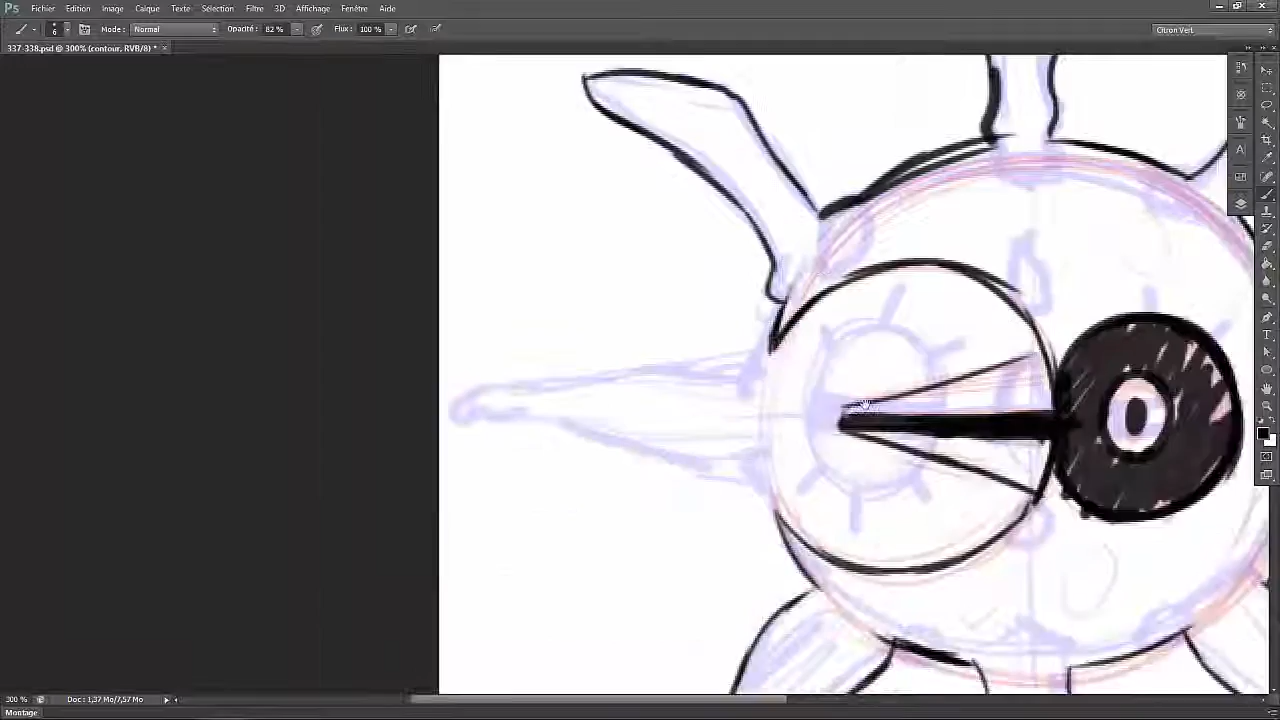 Ps Fichier Edition Image Calque Texte Sélection Filtre 3D Affichage Fenêtre Aide
6 Mode : Normal Opacité : 82 % Flux : 100 % Citron Vert
337-338.psd @ 300% (contour, RVB/8) * ×
300 % Doc : 1,37 Mo/7,57 Mo
Montage